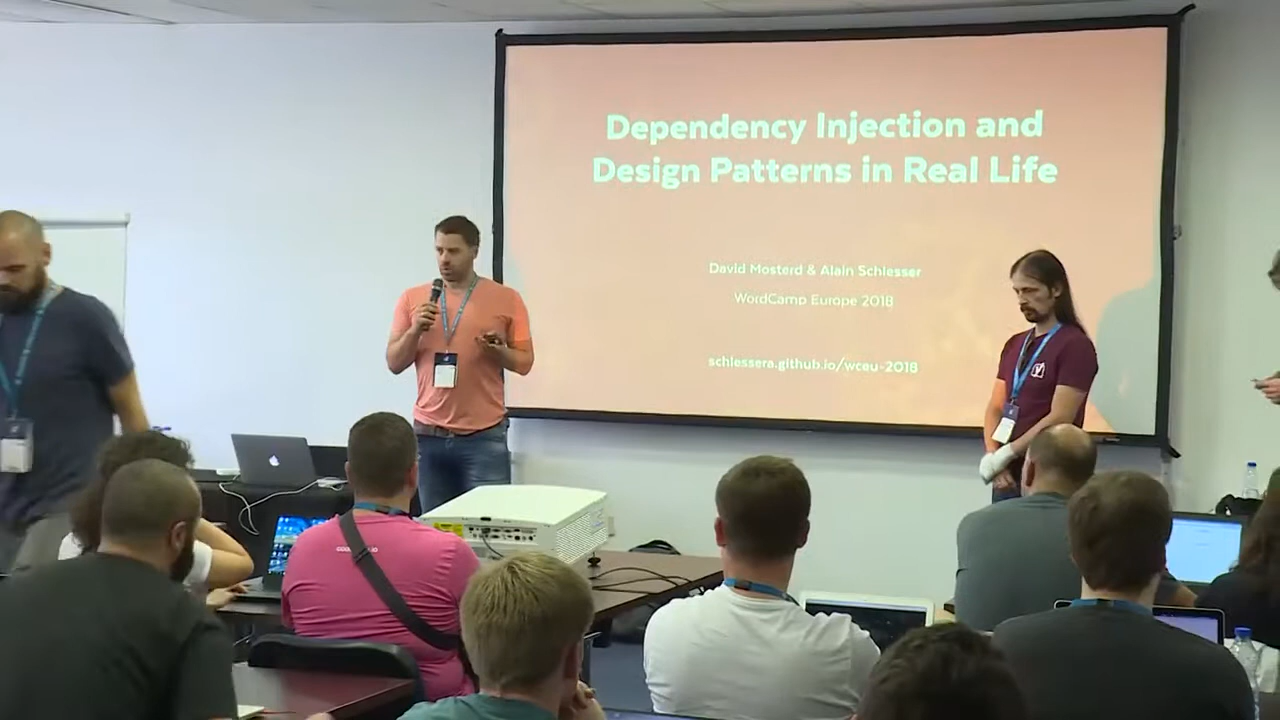 Dependency Injection and
Design Patterns in Real Life
David Mosterd & Alain Schlesser
WordCamp Europe 2018
schlessera.github.io/wceu-2018